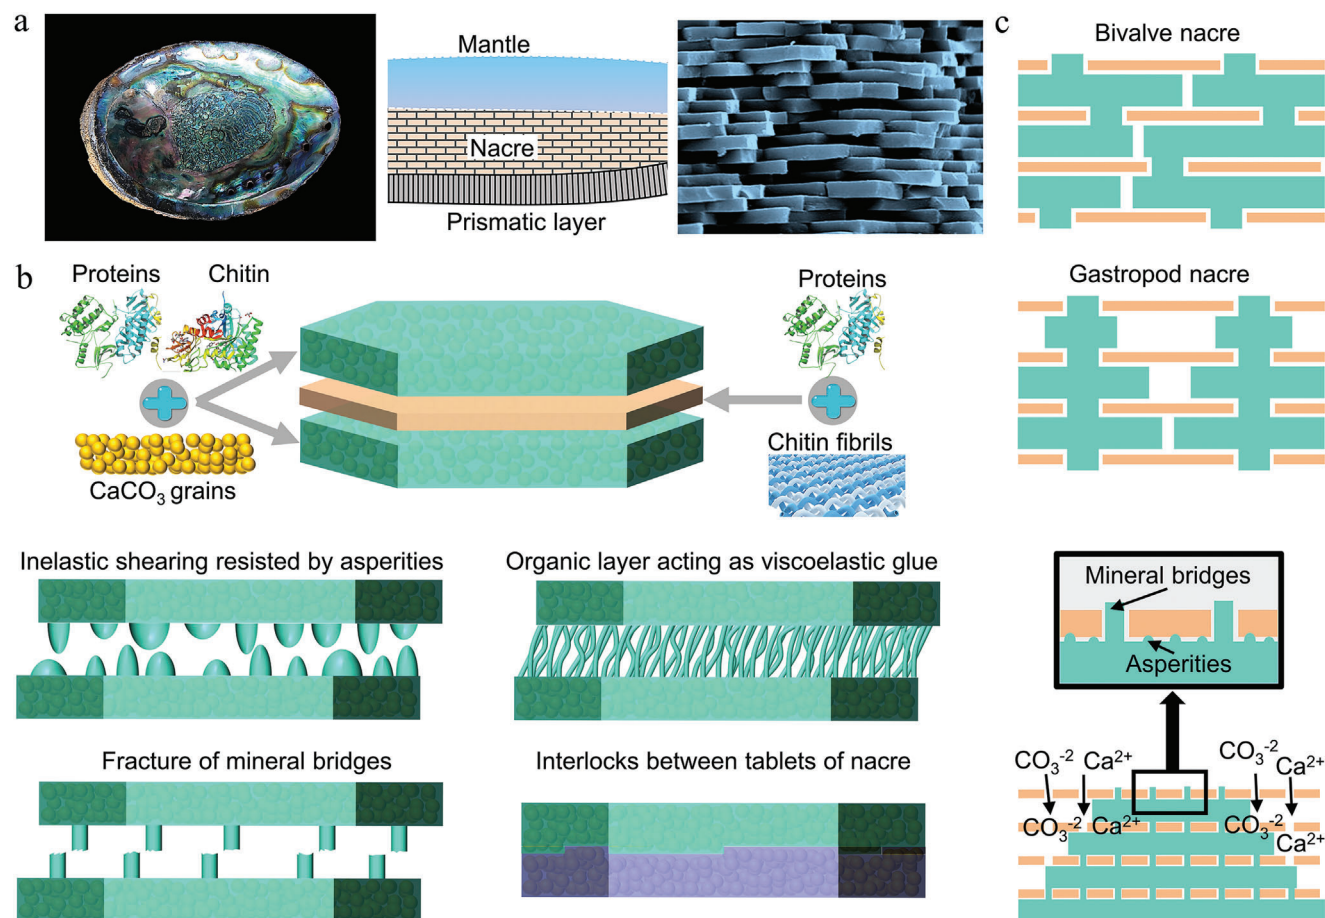 a
Mantle
Nacre
Prismatic layer
b
Proteins
Chitin
CaCO₃ grains
Proteins
Chitin fibrils
Inelastic shearing resisted by asperities
Organic layer acting as viscoelastic glue
Fracture of mineral bridges
Interlocks between tablets of nacre
c
Bivalve nacre
Gastropod nacre
Mineral bridges
Asperities
CO₃⁻² Ca²⁺
CO₃⁻² Ca²⁺
CO₃⁻² Ca²⁺
CO₃⁻² Ca²⁺